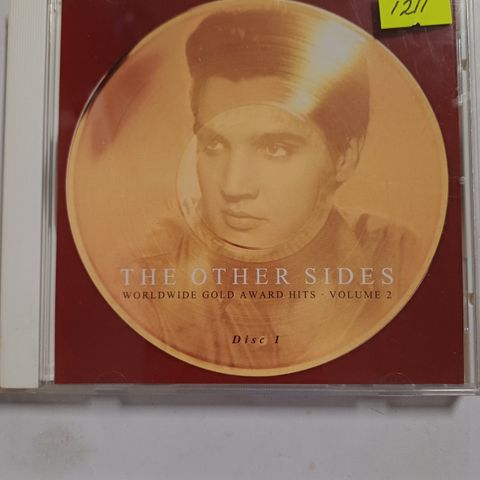 1211
THE OTHER SIDES
WORLDWIDE GOLD AWARD HITS · VOLUME 2
Disc 1